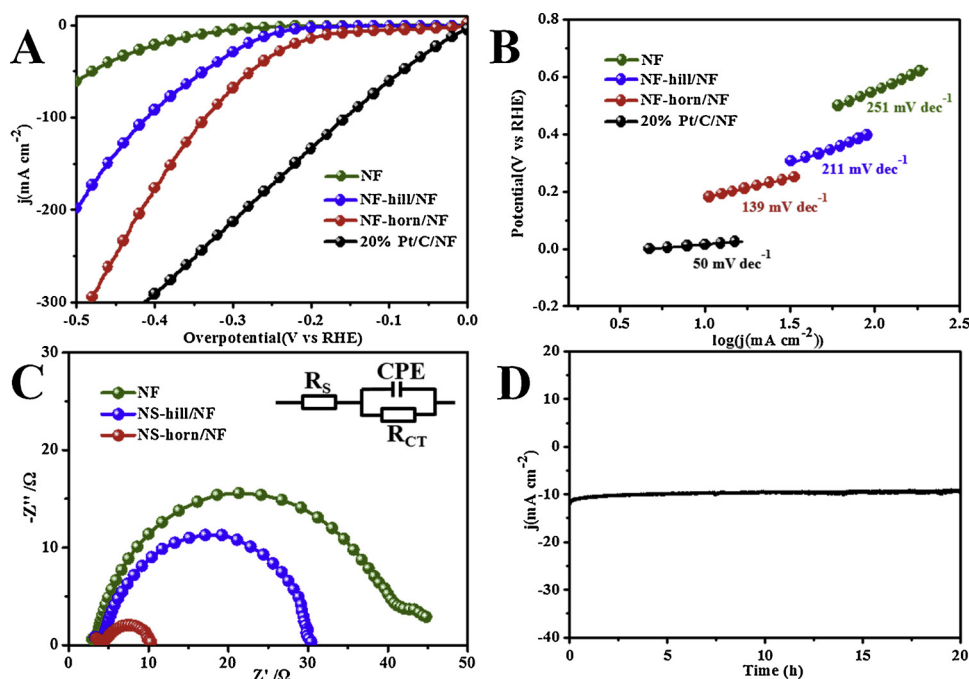 A
0
-100
-200
-300
j(mA cm-2)
-0.5
-0.4
-0.3
-0.2
-0.1
0.0
Overpotential(V vs RHE)
NF
NF-hill/NF
NF-horn/NF
20% Pt/C/NF
B
0.8
0.6
0.4
0.2
0.0
-0.2
Potential(V vs RHE)
NF
NF-hill/NF
NF-horn/NF
20% Pt/C/NF
251 mV dec-1
211 mV dec-1
139 mV dec-1
50 mV dec-1
0.5
1.0
1.5
2.0
2.5
log(j(mA cm-2))
C
30
20
10
0
-Z''/Ω
NF
NS-hill/NF
NS-horn/NF
RS
CPE
RCT
0
10
20
30
40
50
Z'/Ω
D
20
10
0
-10
-20
-30
-40
j(mA cm-2)
0
5
10
15
20
Time (h)